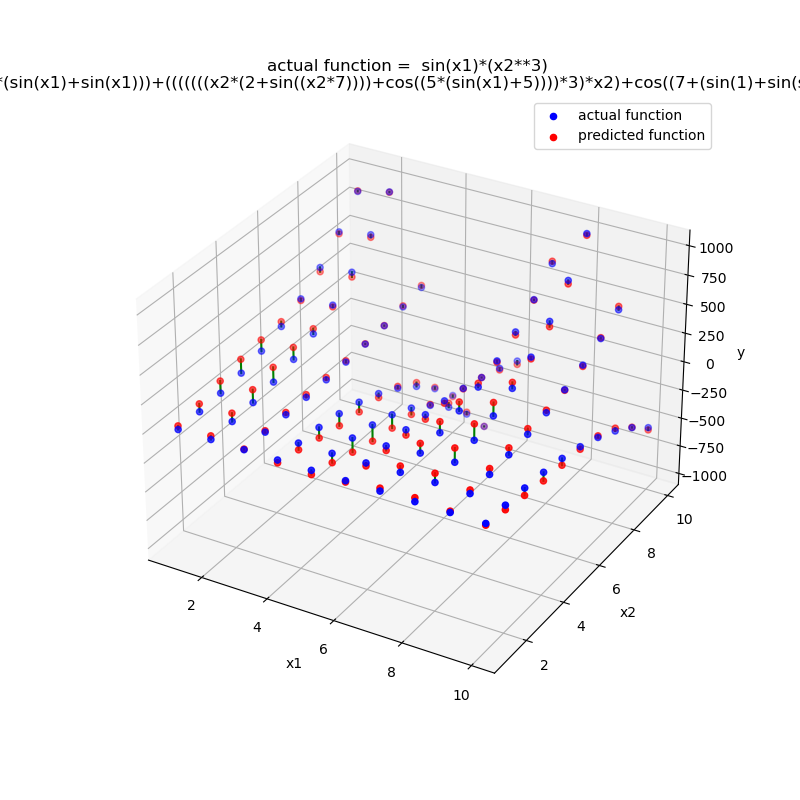 actual function =  sin(x1)*(x2**3)
*(sin(x1)+sin(x1)))+(((((((x2*(2+sin((x2*7))))+cos((5*(sin(x1)+5))))*3)*x2)+cos((7+(sin(1)+sin(
actual function
predicted function
1000
750
500
250
0
−250
−500
−750
−1000
y
10
8
6
4
2
x2
2
4
6
8
10
x1